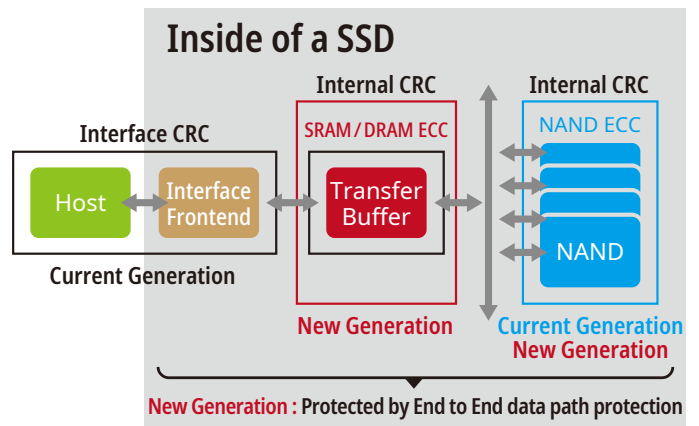 Inside of a SSD
Internal CRC
Internal CRC
Interface CRC
SRAM / DRAM ECC
NAND ECC
Host
Interface
Frontend
Transfer
Buffer
NAND
Current Generation
New Generation
Current Generation
New Generation
New Generation : Protected by End to End data path protection